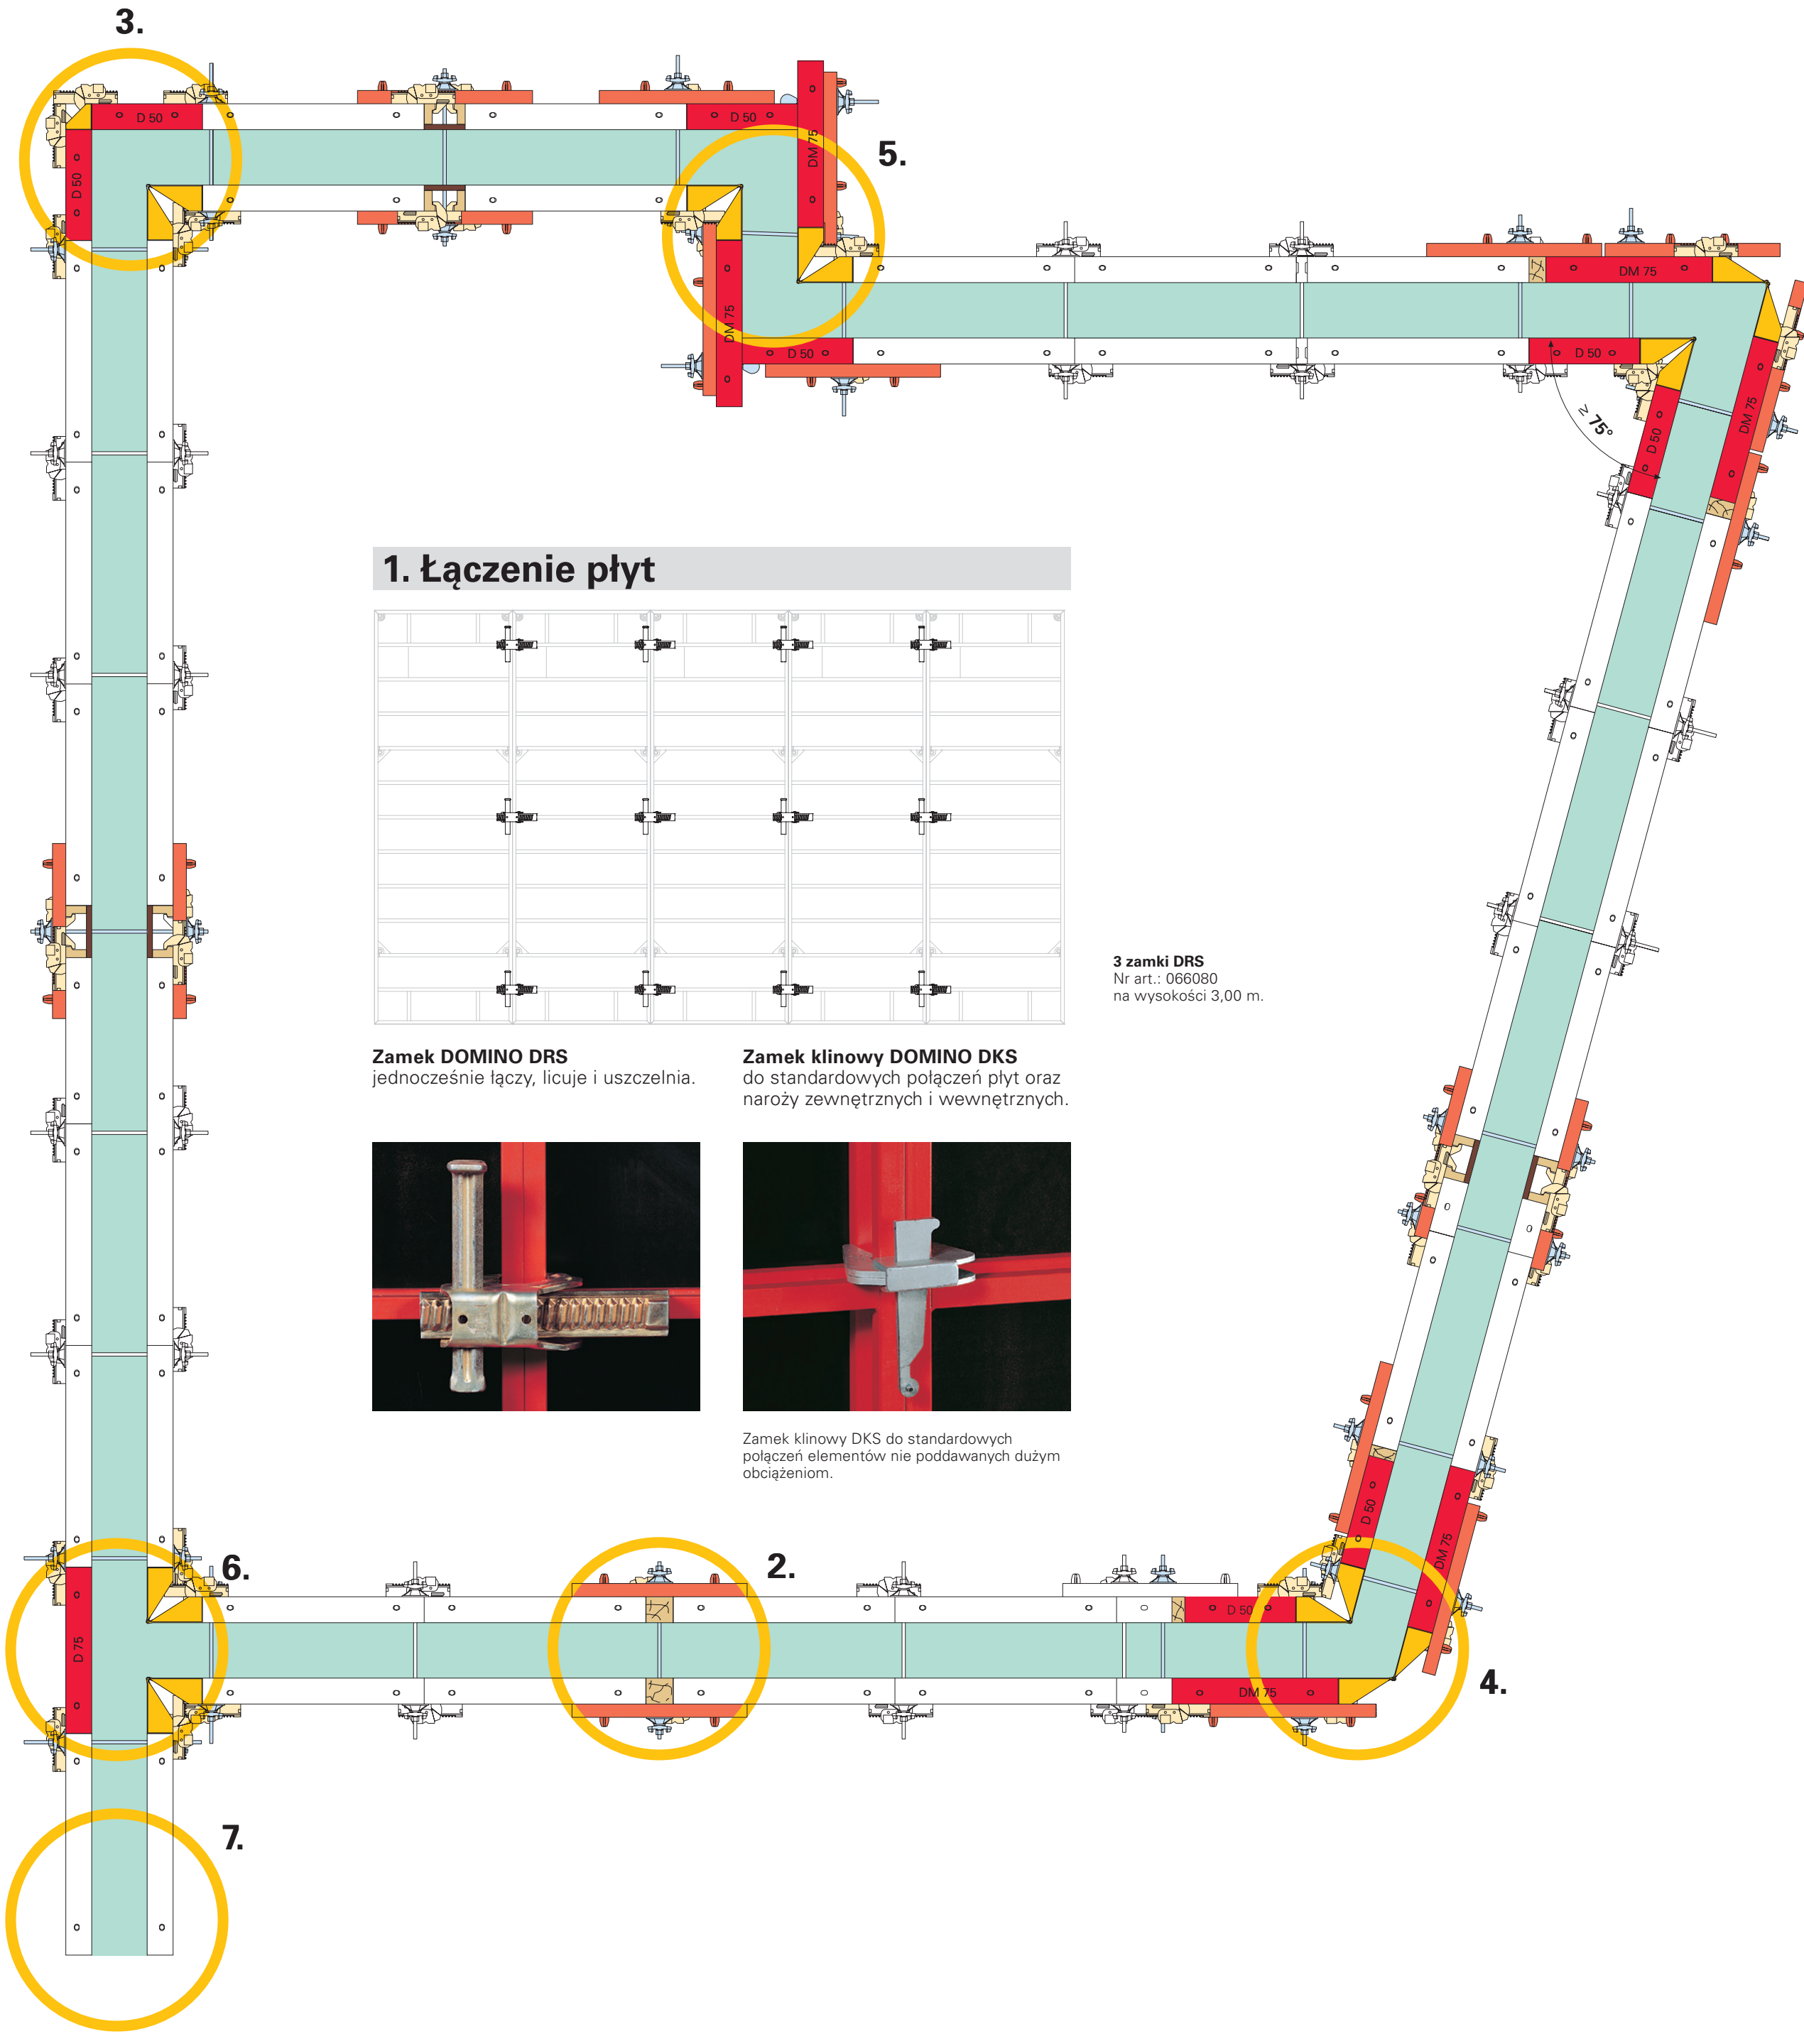 3.
D 50
D 50
D 50
DM 75
5.
DM 75
D 50
DM 75
D 50
≥ 75°
D 50
DM 75
1. Łączenie płyt
3 zamki DRS
Nr art.: 066080
na wysokości 3,00 m.
Zamek DOMINO DRS
jednocześnie łączy, licuje i uszczelnia.
Zamek klinowy DOMINO DKS
do standardowych połączeń płyt oraz
naroży zewnętrznych i wewnętrznych.
Zamek klinowy DKS do standardowych
połączeń elementów nie poddawanych dużym
obciążeniom.
D 50
DM 75
6.
2.
D 50
D 75
DM 75
4.
7.